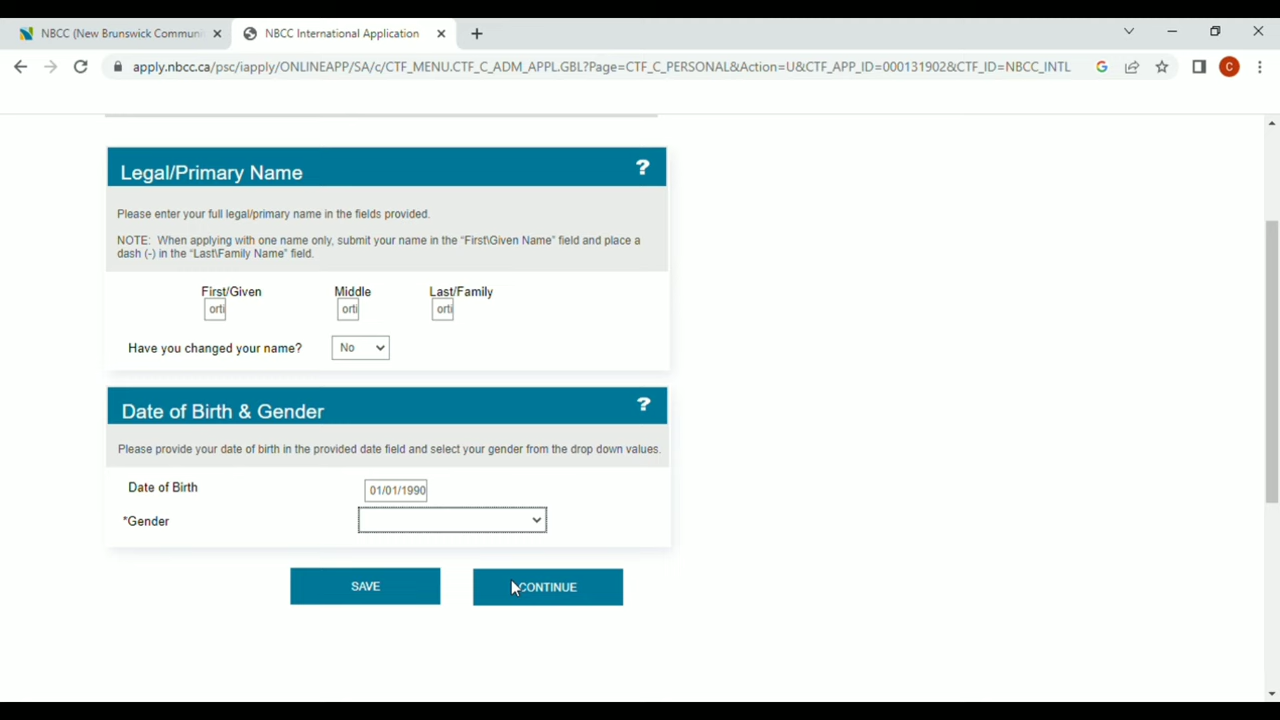 NBCC (New Brunswick Commun
NBCC International Application
apply.nbcc.ca/psc/iapply/ONLINEAPP/SA/c/CTF_MENU.CTF_C_ADM_APPL.GBL?Page=CTF_C_PERSONAL&Action=U&CTF_APP_ID=000131902&CTF_ID=NBCC_INTL
G
C
Legal/Primary Name
?
Please enter your full legal/primary name in the fields provided.
NOTE: When applying with one name only, submit your name in the "First\Given Name" field and place a
dash (-) in the "Last\Family Name" field.
First/Given Middle Last/Family
orti orti orti
Have you changed your name? No
Date of Birth & Gender
?
Please provide your date of birth in the provided date field and select your gender from the drop down values.
Date of Birth 01/01/1990
*Gender
SAVE CONTINUE